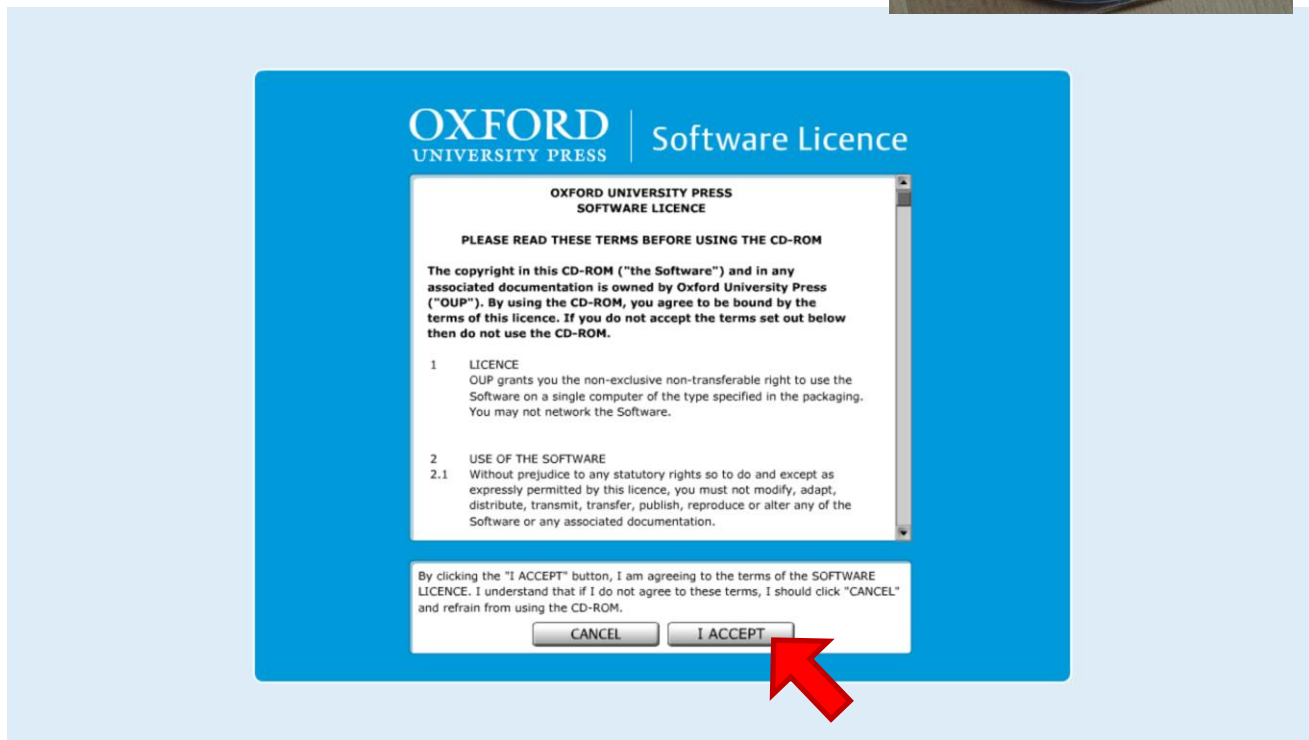 OXFORD
UNIVERSITY PRESS
Software Licence
OXFORD UNIVERSITY PRESS
SOFTWARE LICENCE
PLEASE READ THESE TERMS BEFORE USING THE CD-ROM
The copyright in this CD-ROM ("the Software") and in any
associated documentation is owned by Oxford University Press
("OUP"). By using the CD-ROM, you agree to be bound by the
terms of this licence. If you do not accept the terms set out below
then do not use the CD-ROM.
1 LICENCE
OUP grants you the non-exclusive non-transferable right to use the
Software on a single computer of the type specified in the packaging.
You may not network the Software.
2 USE OF THE SOFTWARE
2.1 Without prejudice to any statutory rights so to do and except as
expressly permitted by this licence, you must not modify, adapt,
distribute, transmit, transfer, publish, reproduce or alter any of the
Software or any associated documentation.
By clicking the "I ACCEPT" button, I am agreeing to the terms of the SOFTWARE
LICENCE. I understand that if I do not agree to these terms, I should click "CANCEL"
and refrain from using the CD-ROM.
CANCEL I ACCEPT